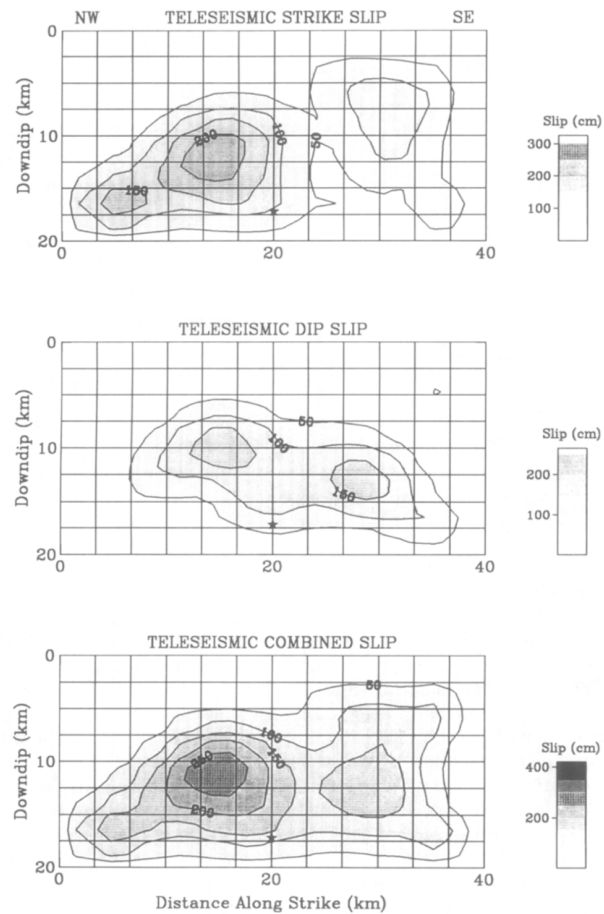 NW TELESEISMIC STRIKE SLIP SE
0
10
20
Downdip (km)
200
100
50
150
0 20 40
Slip (cm)
300
200
100
TELESEISMIC DIP SLIP
0
10
20
Downdip (km)
50
100
150
0 20 40
Slip (cm)
200
100
TELESEISMIC COMBINED SLIP
0
10
20
Downdip (km)
50
100
150
200
0 20 40
Distance Along Strike (km)
Slip (cm)
400
200